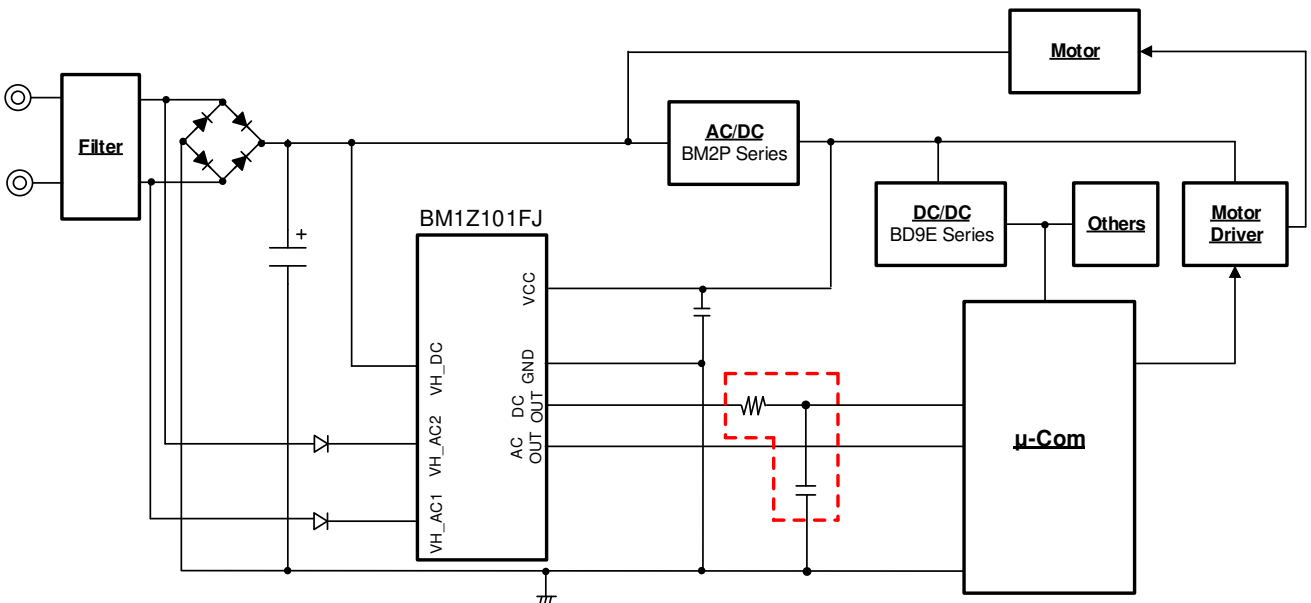 Motor
Filter
AC/DC
BM2P Series
DC/DC
BD9E Series
Others
Motor
Driver
BM1Z101FJ
+
VCC
VH_DC
GND
DC
OUT
VH_AC2
AC
OUT
VH_AC1
µ-Com